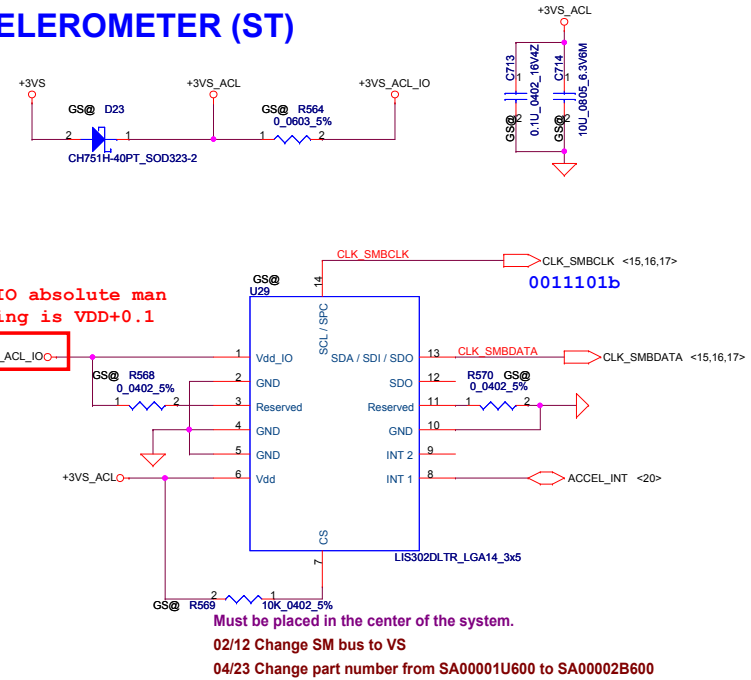 ELEROMETER (ST)
+3VS_ACL
+3VS
+3VS_ACL
+3VS_ACL_IO
GS@ D23
GS@ R564
0_0603_5%
2
1
1
2
CH751H-40PT_SOD323-2
C713
1
GS@
2
0.1U_0402_16V4Z
C714
1
GS@
2
10U_0805_6.3V6M
CLK_SMBCLK
CLK_SMBCLK <15,16,17>
0011101b
GS@
U29
14
IO absolute man
ing is VDD+0.1
SCL / SPC
_ACL_IO
1
Vdd_IO
SDA / SDI / SDO
13
CLK_SMBDATA
CLK_SMBDATA <15,16,17>
GS@ R568
0_0402_5%
2
GND
SDO
12
R570 GS@
0_0402_5%
1
2
3
Reserved
Reserved
11
1
2
4
GND
GND
10
5
GND
INT 2
9
+3VS_ACL
6
Vdd
INT 1
8
ACCEL_INT <20>
CS
7
LIS302DLTR_LGA14_3x5
2
1
GS@ R569
10K_0402_5%
Must be placed in the center of the system.
02/12 Change SM bus to VS
04/23 Change part number from SA00001U600 to SA00002B600